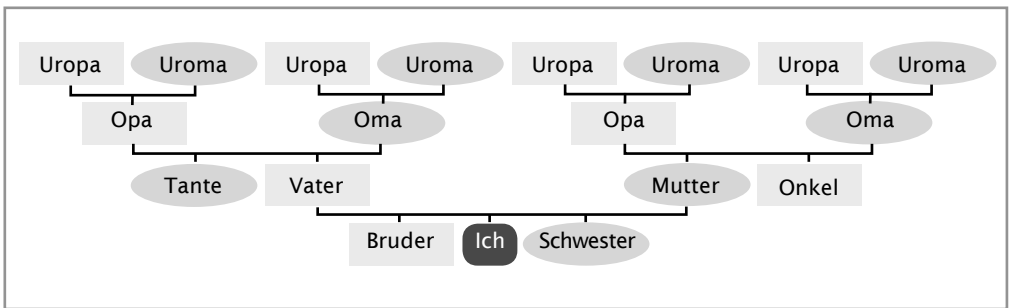 Uropa Uroma Uropa Uroma Uropa Uroma Uropa Uroma
Opa Oma Opa Oma
Tante Vater Mutter Onkel
Bruder Ich Schwester